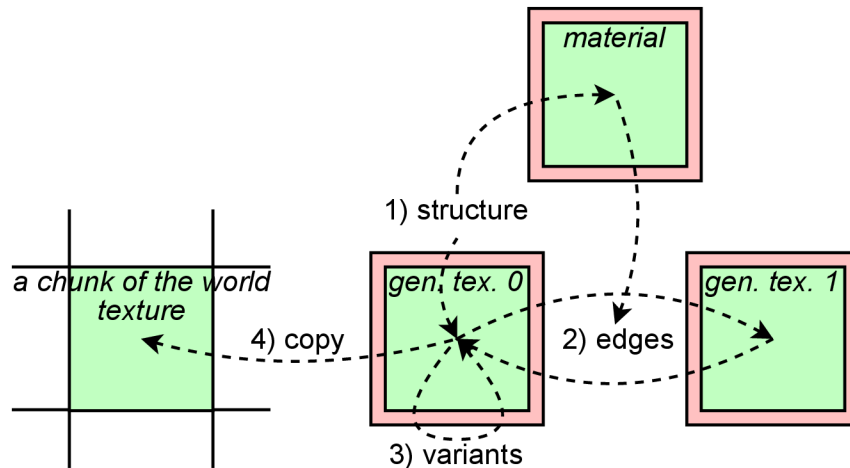 material
1) structure
a chunk of the world
texture
gen. tex. 0
gen. tex. 1
4) copy
2) edges
3) variants